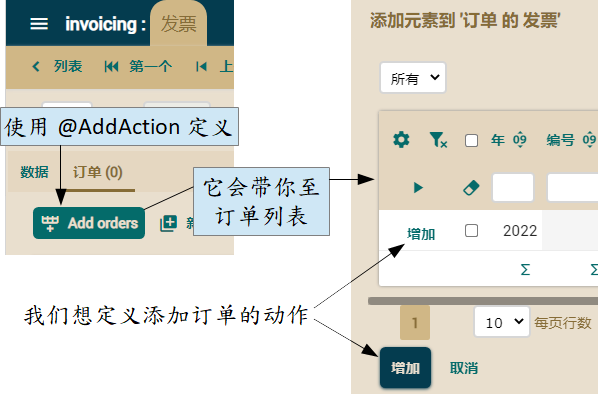 invoicing : 发票
列表 第一个 上
使用 @AddAction 定义
数据 订单 (0)
Add orders
它会带你至
订单列表
我们想定义添加订单的动作
添加元素到 '订单 的 发票'
所有
年 编号
增加 2022
Σ Σ
1 10 每页行数
增加 取消